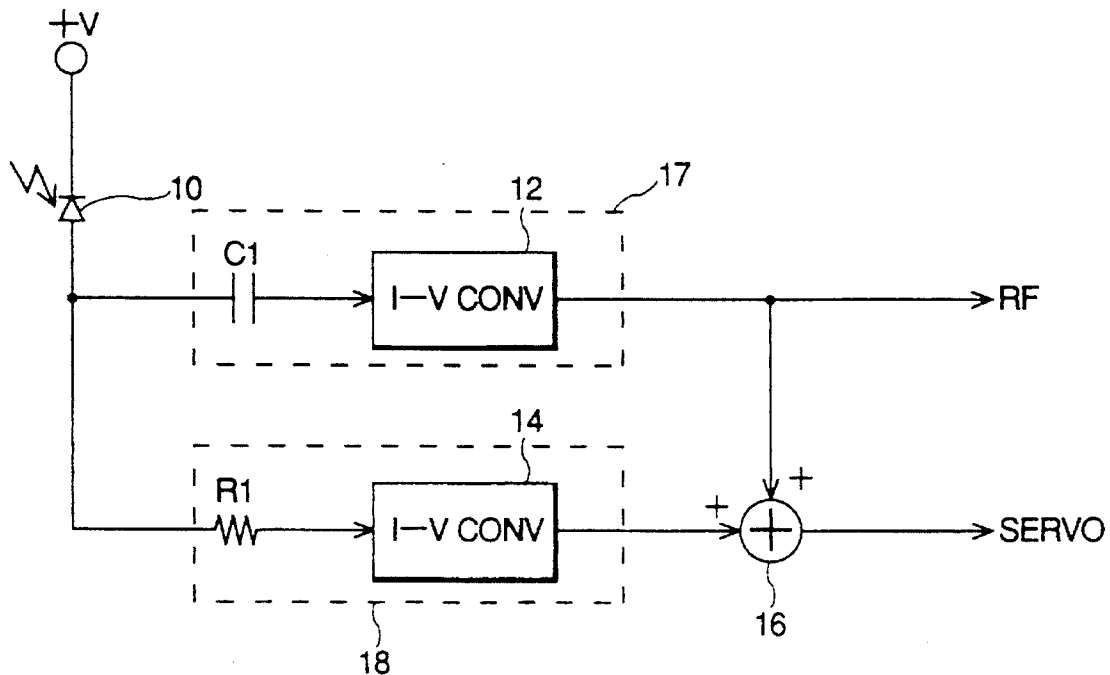 +V
10
12
17
C1
I-V CONV
RF
14
+
R1
+
I-V CONV
+
SERVO
16
18